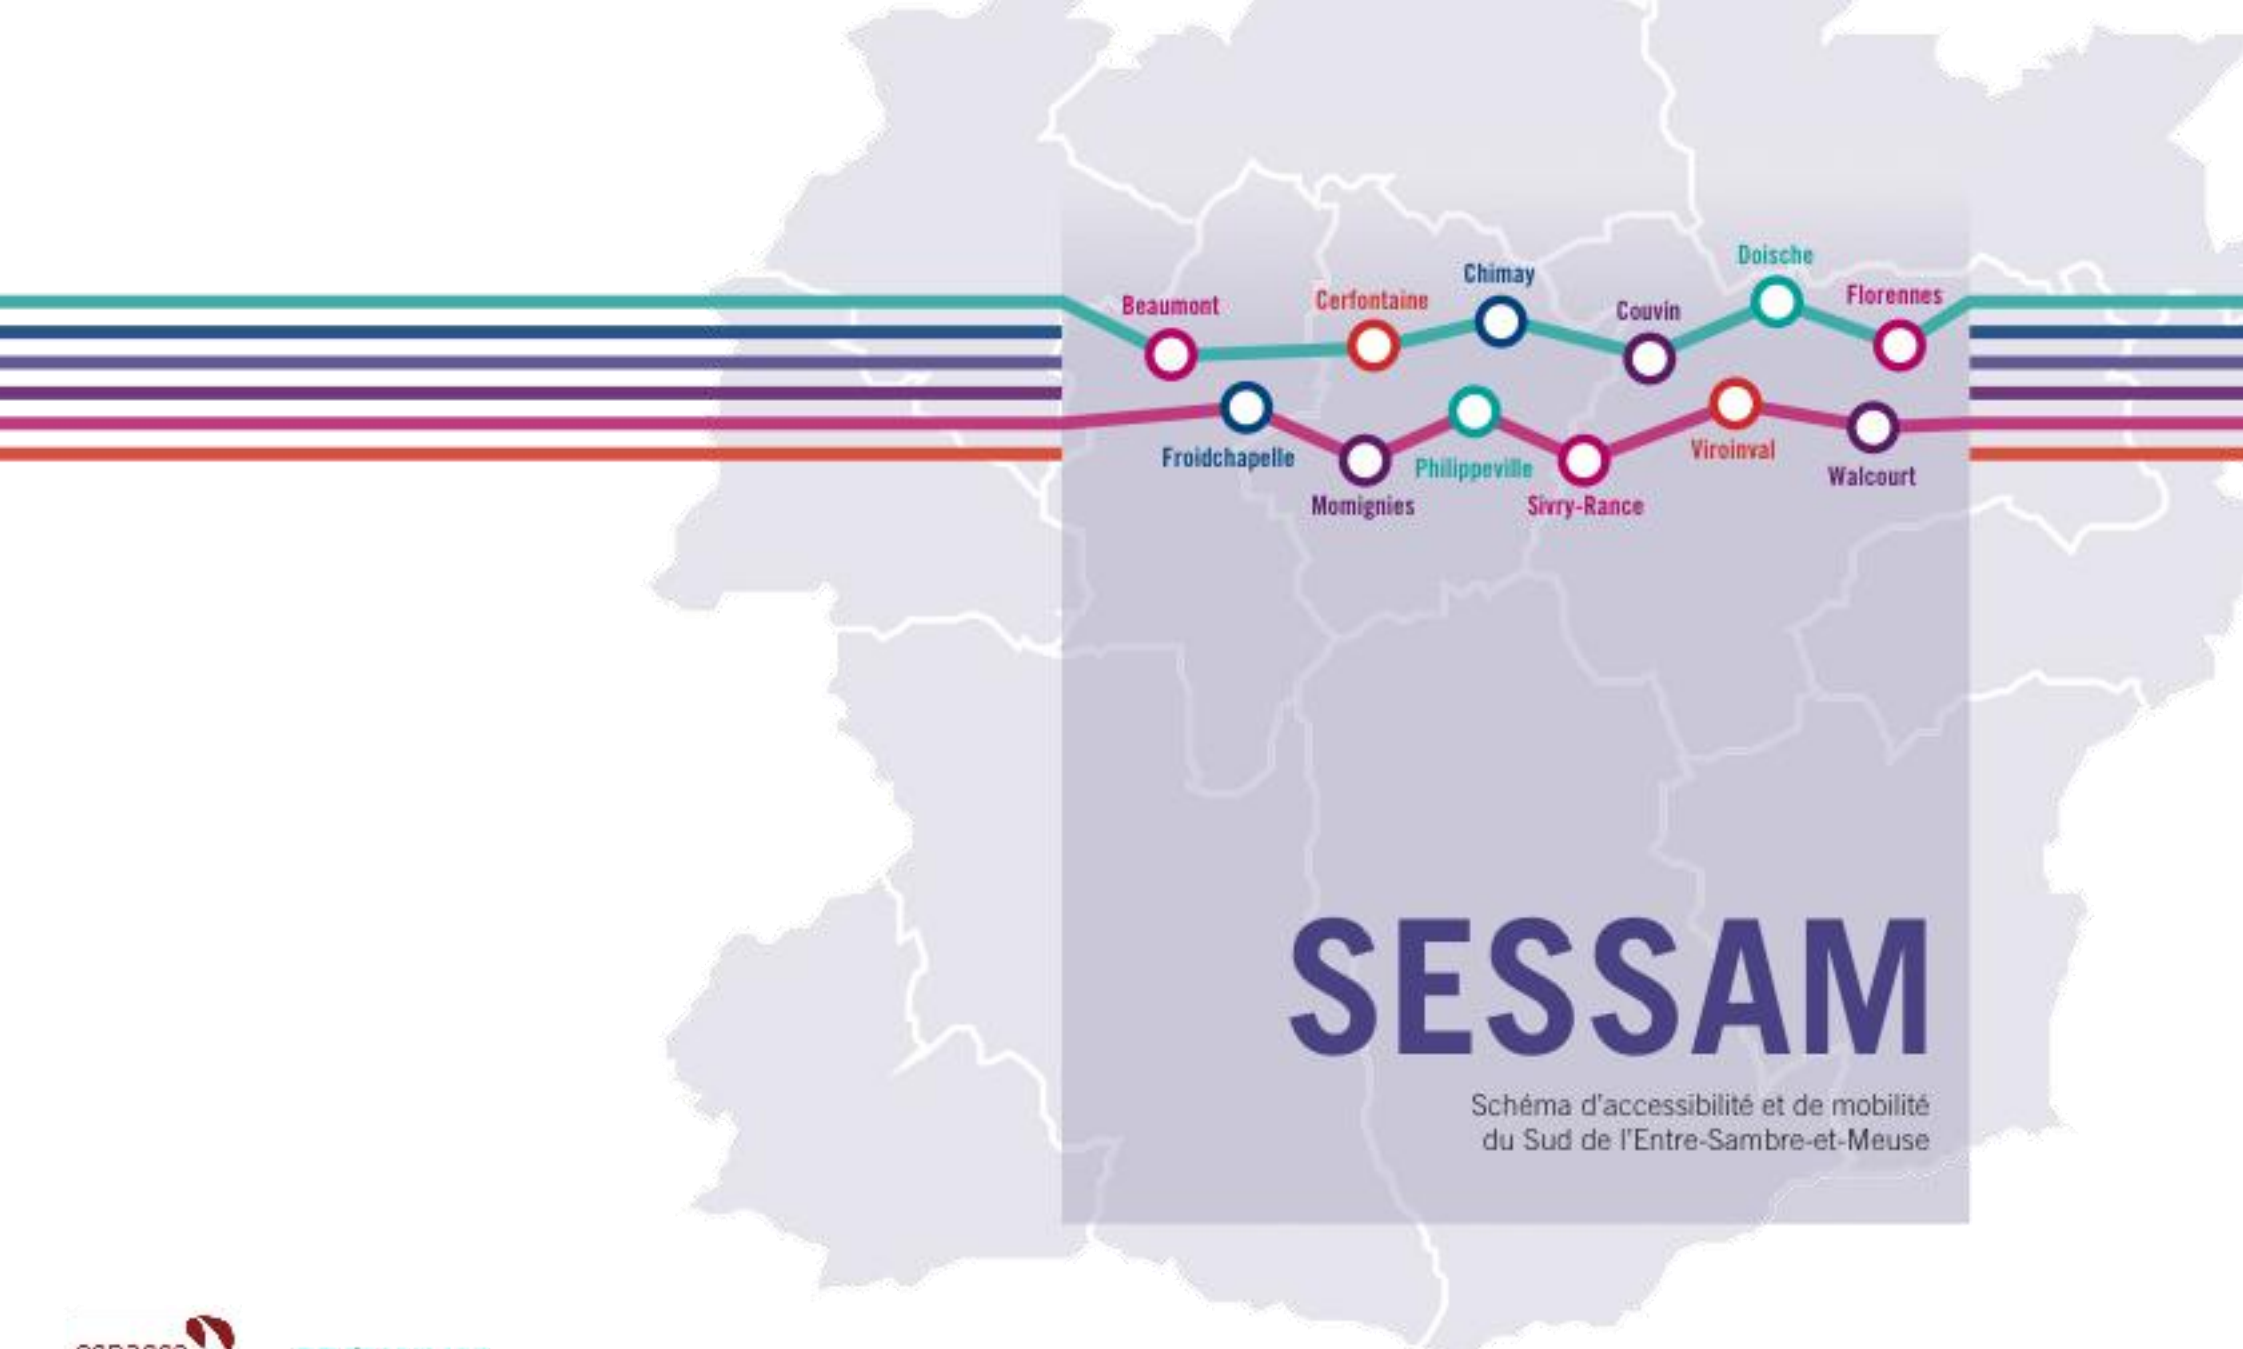 Doische
Chimay
Florennes
Cerfontaine
Beaumont
Couvin
Viroinval
Froidchapelle
Philippeville
Walcourt
Momignies
Sivry-Rance
SESSAM
Schéma d'accessibilité et de mobilité
du Sud de l'Entre-Sambre-et-Meuse